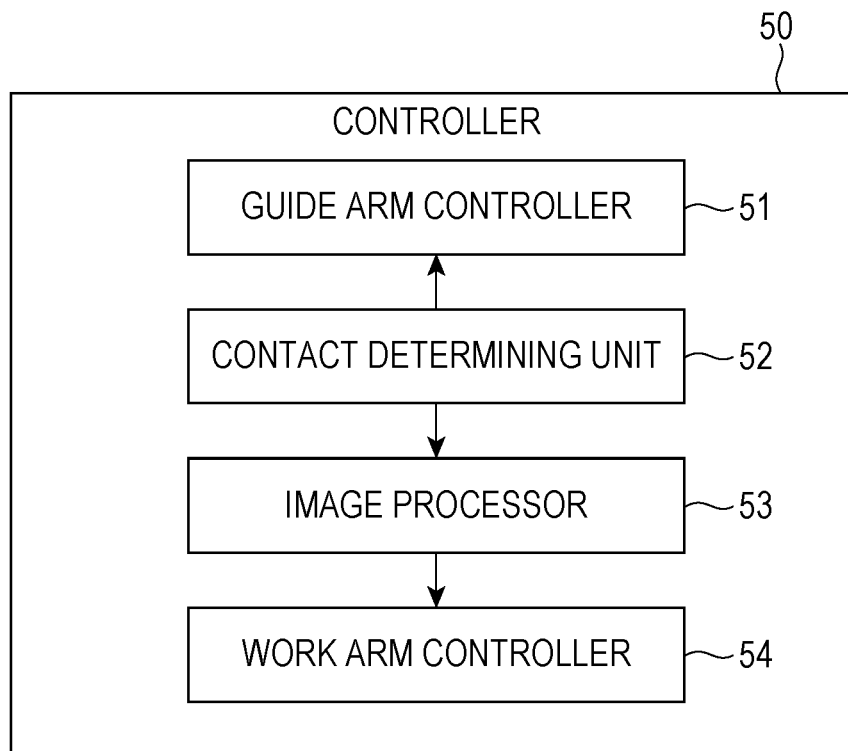 50
CONTROLLER
GUIDE ARM CONTROLLER 51
CONTACT DETERMINING UNIT 52
IMAGE PROCESSOR 53
WORK ARM CONTROLLER 54